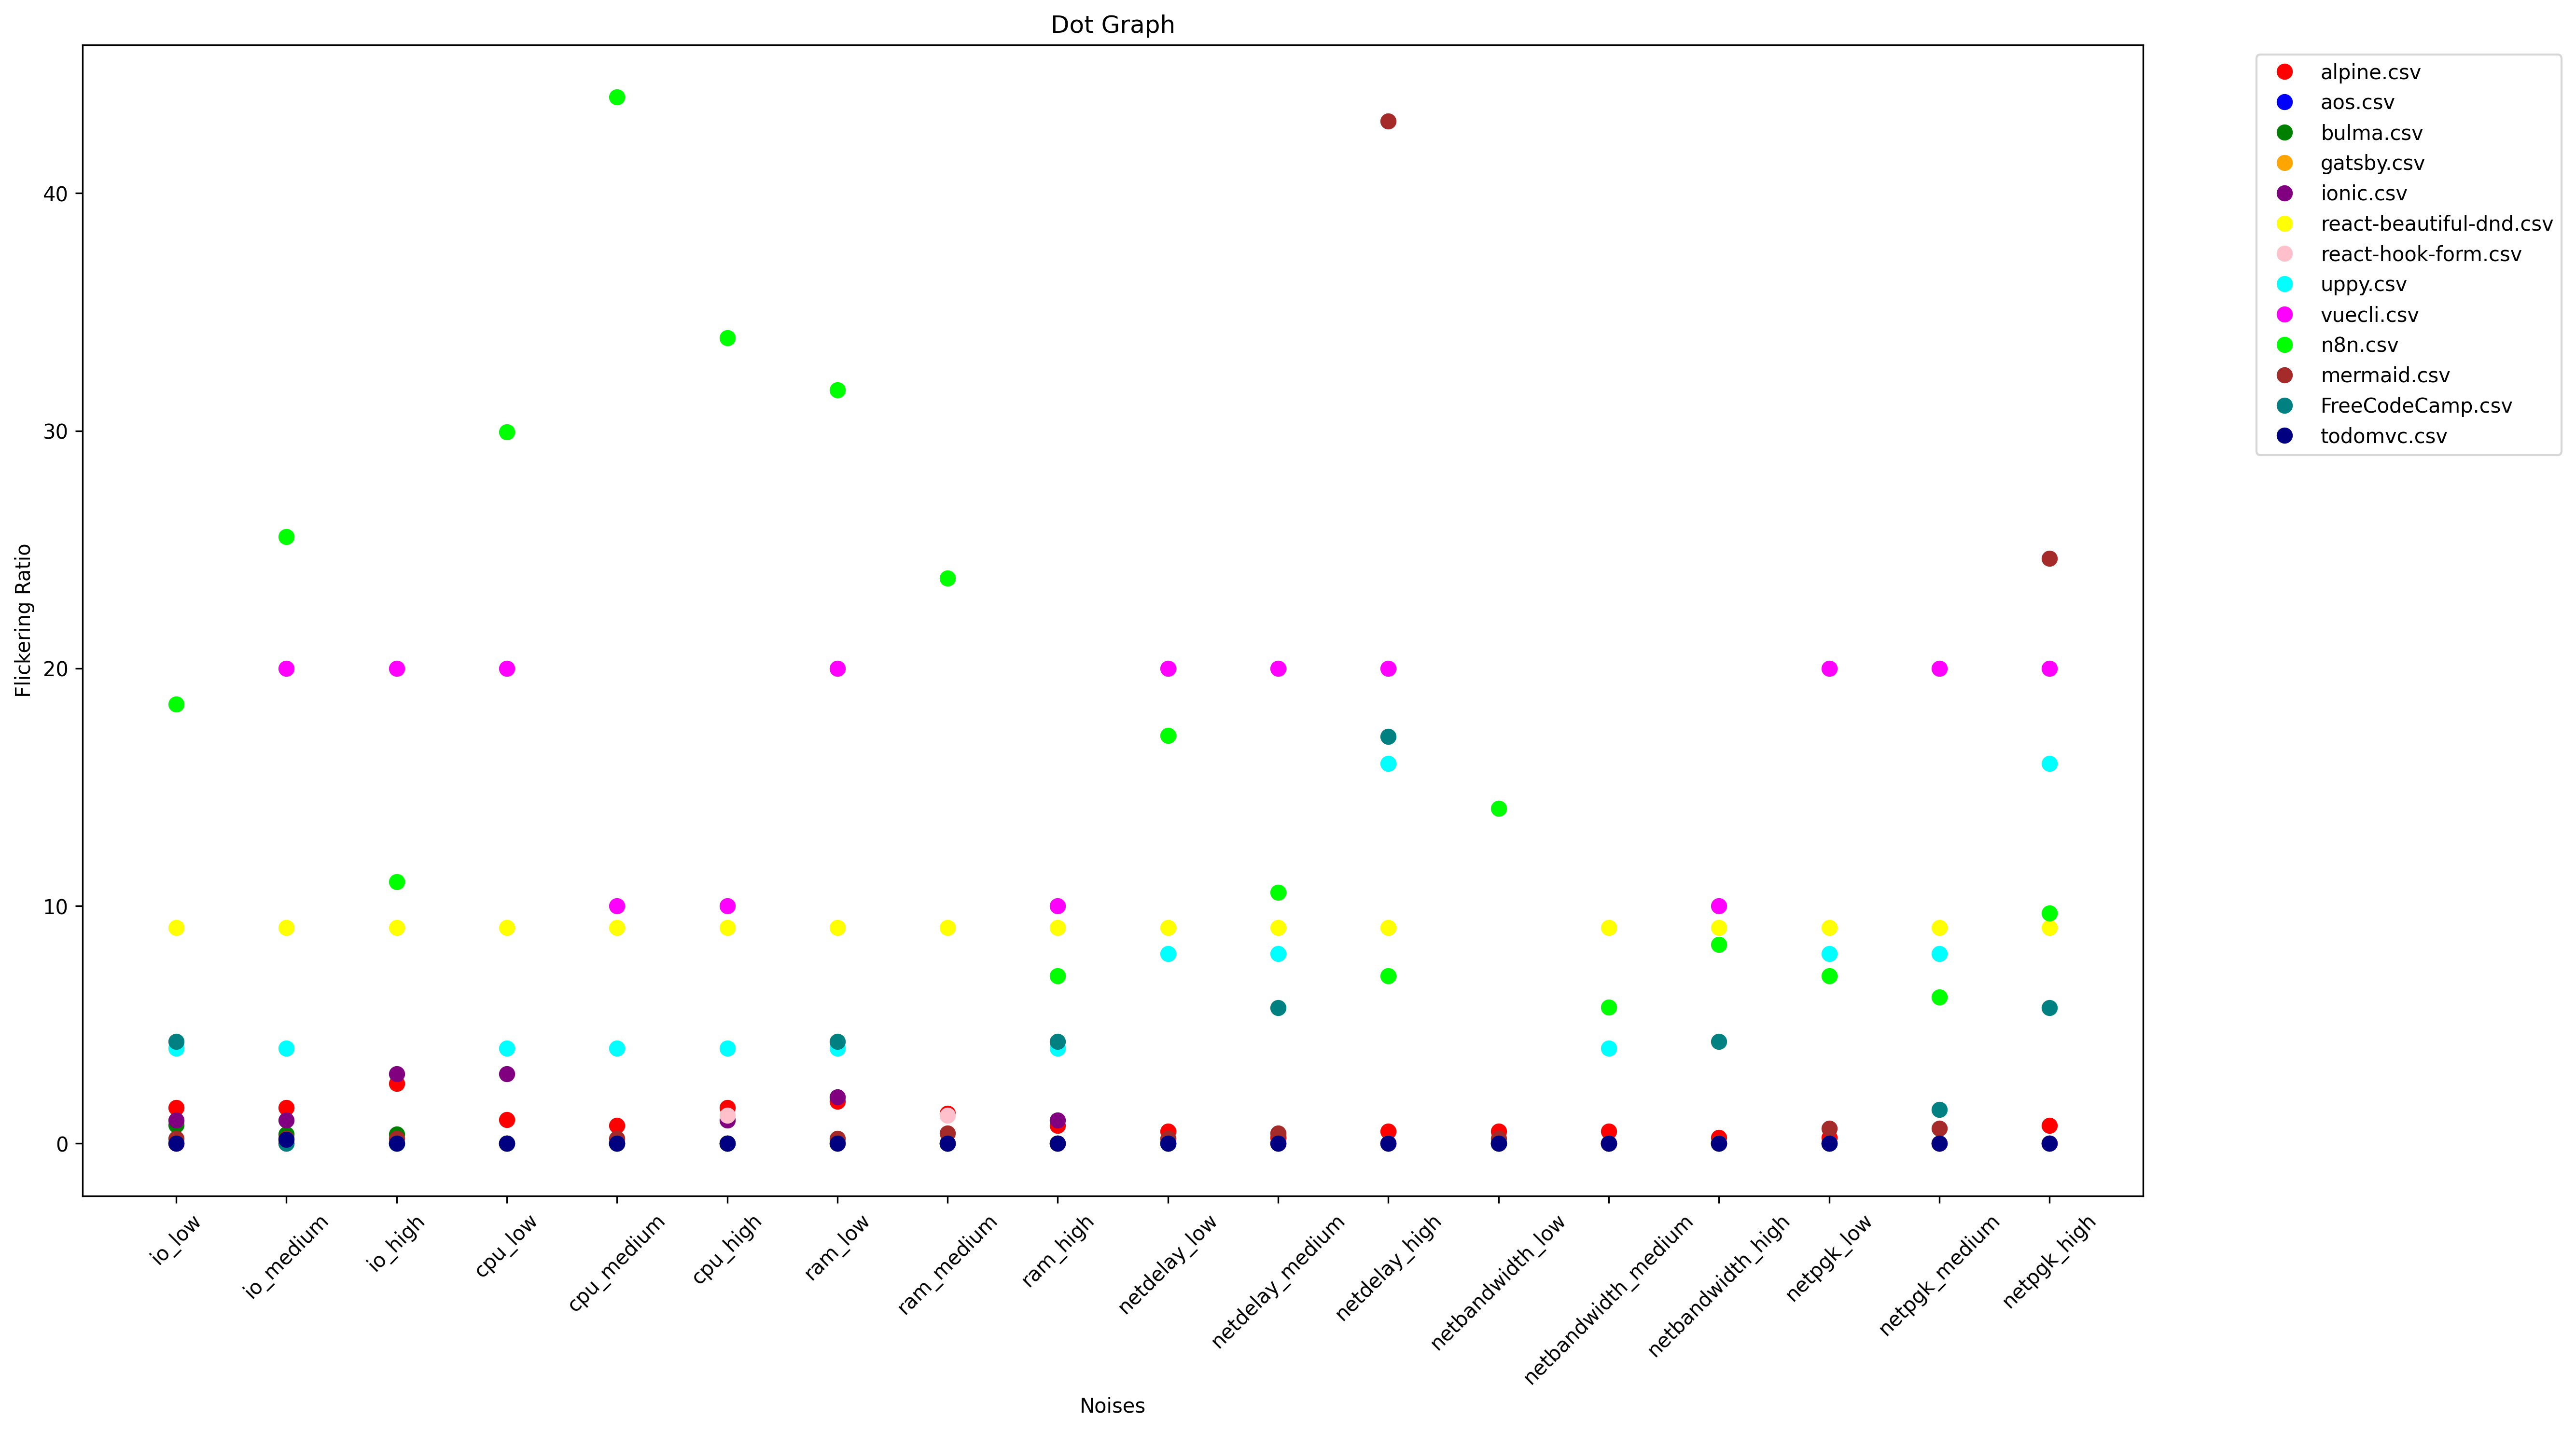 Dot Graph
Flickering Ratio
40
30
20
10
0
io_low
io_medium
io_high
cpu_low
cpu_medium
cpu_high
ram_low
ram_medium
ram_high
netdelay_low
netdelay_medium
netdelay_high
netbandwidth_low
netbandwidth_medium
netbandwidth_high
netpgk_low
netpgk_medium
netpgk_high
Noises
alpine.csv
aos.csv
bulma.csv
gatsby.csv
ionic.csv
react-beautiful-dnd.csv
react-hook-form.csv
uppy.csv
vuecli.csv
n8n.csv
mermaid.csv
FreeCodeCamp.csv
todomvc.csv